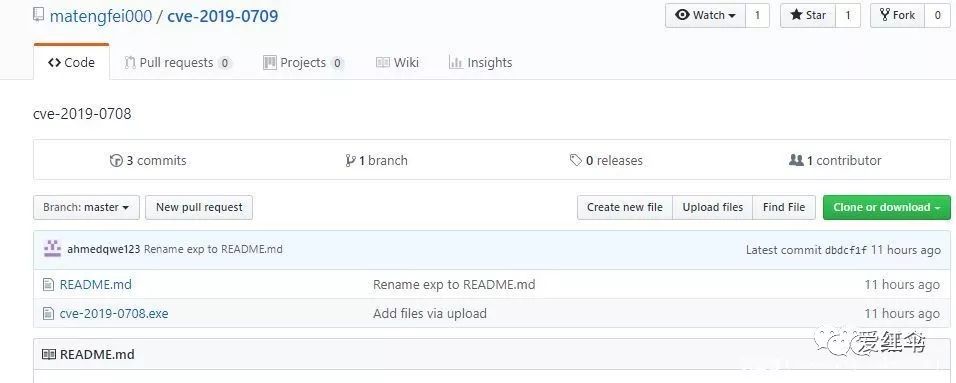 matengfei000 / cve-2019-0709
Watch 1 Star 1 Fork 0
Code Pull requests 0 Projects 0 Wiki Insights
cve-2019-0708
3 commits 1 branch 0 releases 1 contributor
Branch: master New pull request Create new file Upload files Find File Clone or download
ahmedqwe123 Rename exp to README.md Latest commit dbdcf1f 11 hours ago
README.md Rename exp to README.md 11 hours ago
cve-2019-0708.exe Add files via upload 11 hours ago
README.md
爱红伞